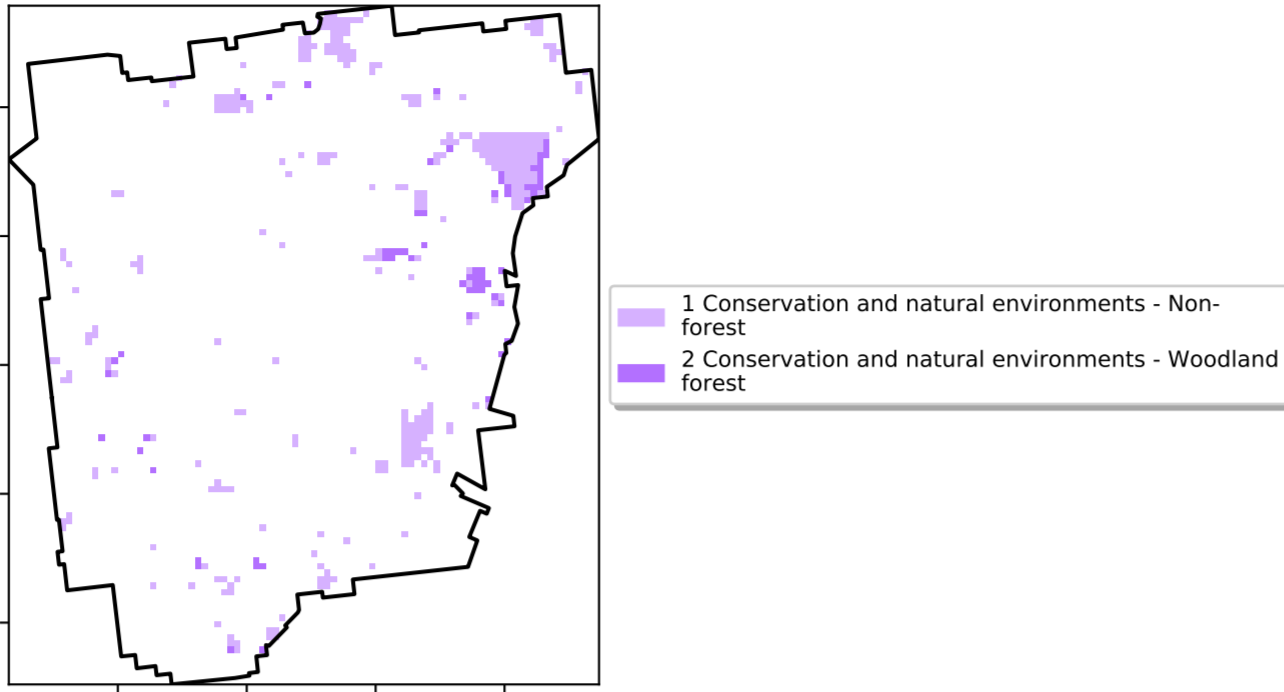 1 Conservation and natural environments - Non-
forest
2 Conservation and natural environments - Woodland
forest